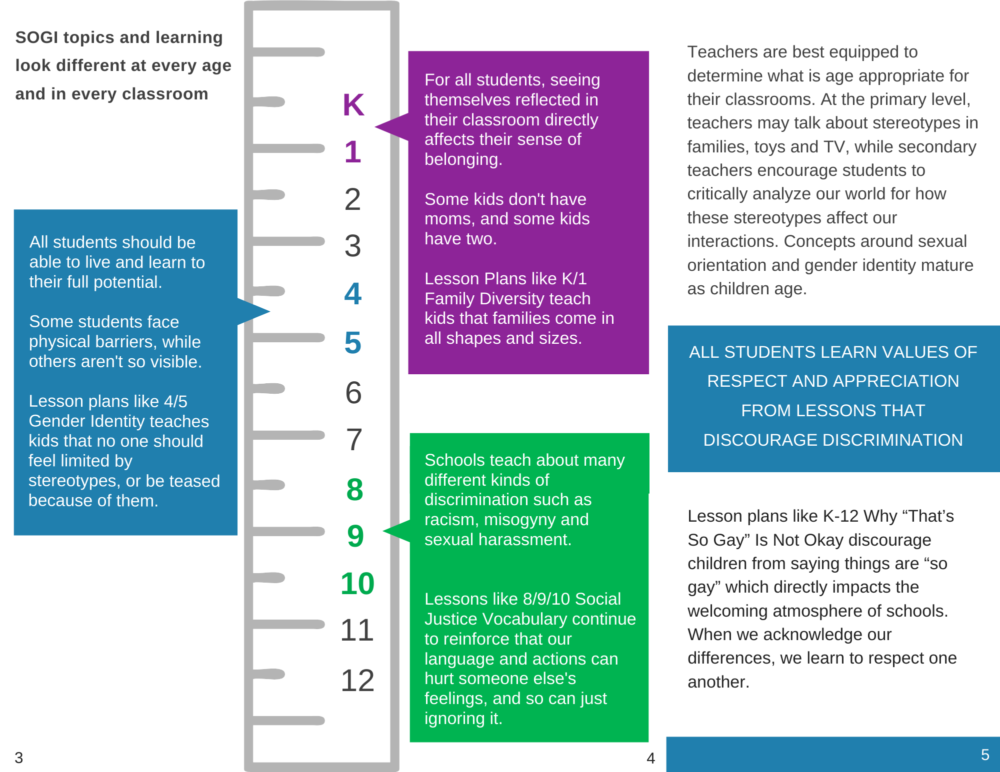 SOGI topics and learning
look different at every age
and in every classroom
All students should be
able to live and learn to
their full potential.
Some students face
physical barriers, while
others aren't so visible.
Lesson plans like 4/5
Gender Identity teaches
kids that no one should
feel limited by
stereotypes, or be teased
because of them.
3
K
1
2
3
4
5
6
7
8
9
10
11
12
For all students, seeing
themselves reflected in
their classroom directly
affects their sense of
belonging.
Some kids don't have
moms, and some kids
have two.
Lesson Plans like K/1
Family Diversity teach
kids that families come in
all shapes and sizes.
Schools teach about many
different kinds of
discrimination such as
racism, misogyny and
sexual harassment.
Lessons like 8/9/10 Social
Justice Vocabulary continue
to reinforce that our
language and actions can
hurt someone else's
feelings, and so can just
ignoring it.
4
Teachers are best equipped to
determine what is age appropriate for
their classrooms. At the primary level,
teachers may talk about stereotypes in
families, toys and TV, while secondary
teachers encourage students to
critically analyze our world for how
these stereotypes affect our
interactions. Concepts around sexual
orientation and gender identity mature
as children age.
ALL STUDENTS LEARN VALUES OF
RESPECT AND APPRECIATION
FROM LESSONS THAT
DISCOURAGE DISCRIMINATION
Lesson plans like K-12 Why “That’s
So Gay” Is Not Okay discourage
children from saying things are “so
gay” which directly impacts the
welcoming atmosphere of schools.
When we acknowledge our
differences, we learn to respect one
another.
5